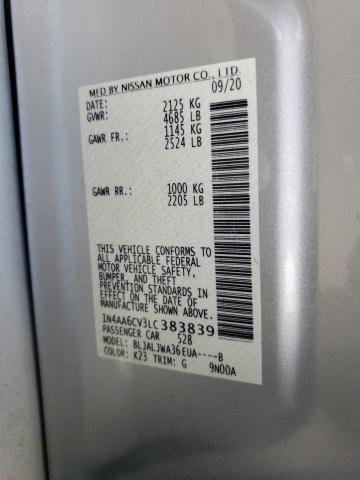 MFD BY NISSAN MOTOR CO., LTD.
09/20
DATE: 2125 KG
GVWR: 4685 LB
GAWR FR.: 1145 KG
2524 LB
GAWR RR.: 1000 KG
2205 LB
THIS VEHICLE CONFORMS TO
ALL APPLICABLE FEDERAL
MOTOR VEHICLE SAFETY,
BUMPER, AND THEFT
PREVENTION STANDARDS IN
EFFECT ON THE DATE OF
MANUFACTURE SHOWN ABOVE.
1N4AA6CV3LC383839
PASSENGER CAR 528
MODEL: BLJALJWA36EUA----B
COLOR: K23 TRIM: G 9N00A